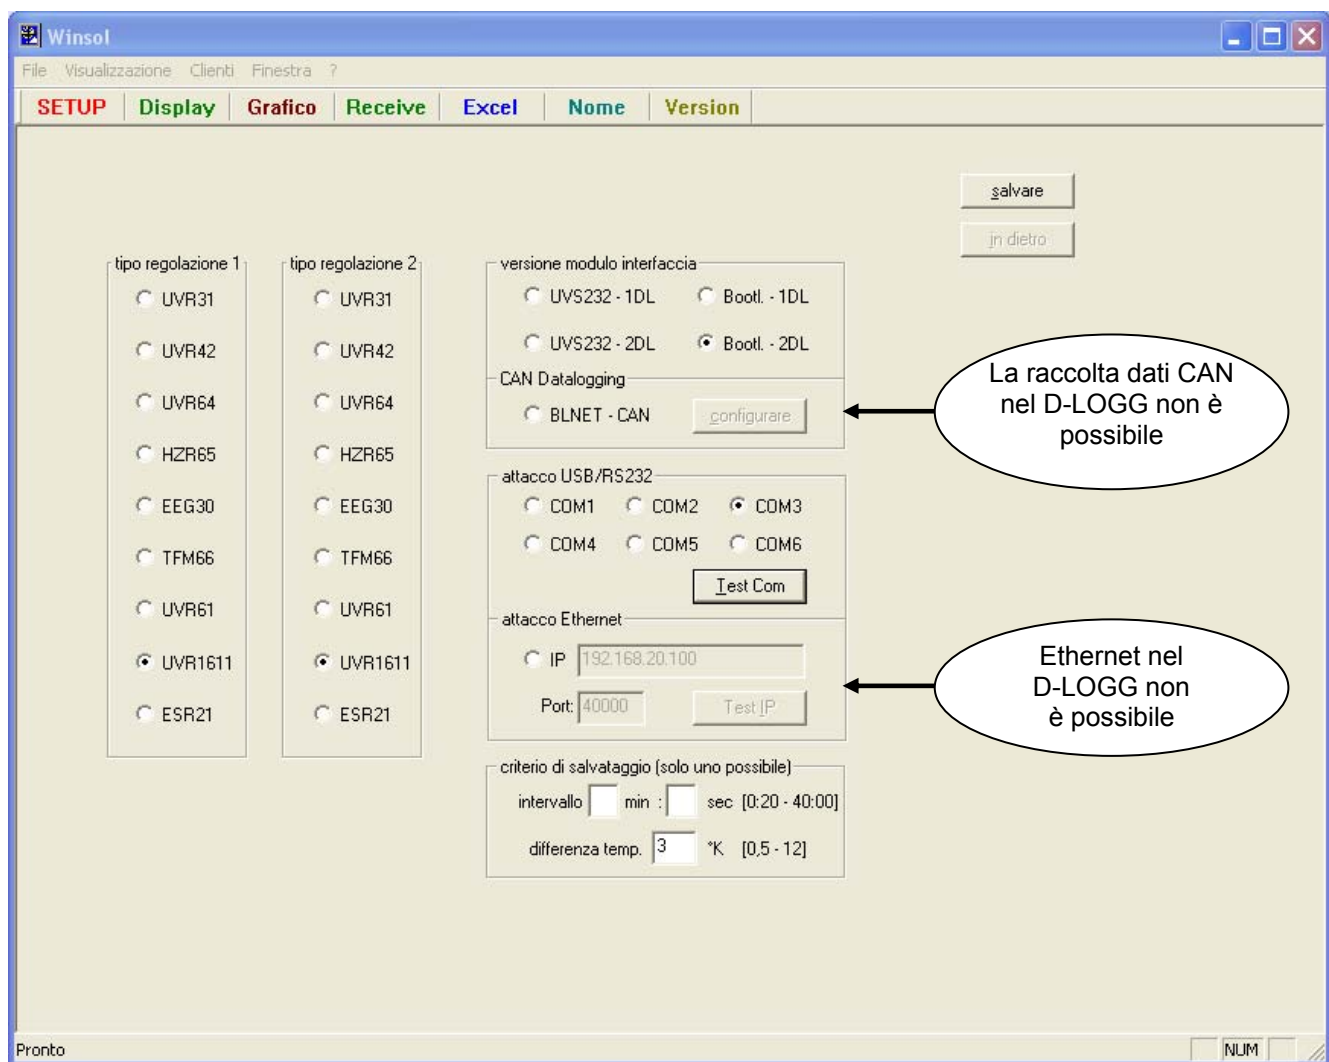 Winsol
File Visualizzazione Clienti Finestra ?
SETUP Display Grafico Receive Excel Nome Version
salvare
in dietro
tipo regolazione 1
UVR31
UVR42
UVR64
HZR65
EEG30
TFM66
UVR61
UVR1611
ESR21
tipo regolazione 2
UVR31
UVR42
UVR64
HZR65
EEG30
TFM66
UVR61
UVR1611
ESR21
versione modulo interfaccia
UVS232 - 1DL Bootl. - 1DL
UVS232 - 2DL Bootl. - 2DL
CAN Datalogging
BLNET - CAN configurare
La raccolta dati CAN
nel D-LOGG non è
possibile
attacco USB/RS232
COM1 COM2 COM3
COM4 COM5 COM6
Test Com
attacco Ethernet
IP 192.168.20.100
Port: 40000 Test IP
Ethernet nel
D-LOGG non
è possibile
criterio di salvataggio (solo uno possibile)
intervallo min : sec [0:20 - 40:00]
differenza temp. 3 °K [0,5 - 12]
Pronto
NUM